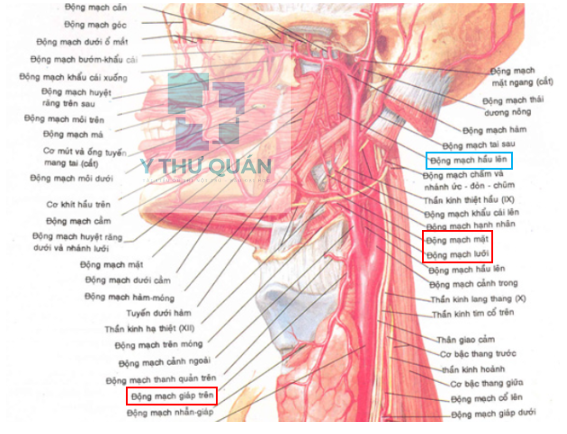 Động mạch cằn
Động mạch góc
Động mạch dưới ổ mắt
Động mạch bướm-khẩu cái
Động mạch khẩu cái xuống
Động mạch huyệt
răng trên sau
Động mạch môi trên
Động mạch má
Cơ mút và ống tuyến
mang tai (cắt)
Động mạch môi dưới
Cơ khít hầu trên
Động mạch cằm
Động mạch huyệt răng
dưới và nhánh lưỡi
Động mạch mặt
Động mạch dưới cằm
Động mạch hàm-móng
Tuyến dưới hàm
Thần kinh hạ thiệt (XII)
Động mạch trên móng
Động mạch cảnh ngoài
Động mạch thanh quản trên
Động mạch giáp trên
Động mạch nhẫn-giáp
Y THƯ QUÁN
Động mạch
mặt ngang (cắt)
Động mạch thái
dương nông
Động mạch hàm
Động mạch tai sau
Động mạch hầu lên
Động mạch chẩm và
nhánh ức - đòn - chũm
Thần kinh thiệt hầu (IX)
Động mạch khẩu cái lên
Động mạch hạnh nhân
Động mạch mặt
Động mạch lưỡi
Động mạch hầu lên
Động mạch cảnh trong
Thần kinh lang thang (X)
Thần kinh tim cổ trên
Thân giao cảm
Cơ bậc thang trước
thần kinh hoành
Cơ bậc thang giữa
Động mạch cổ lên
Động mạch giáp dưới